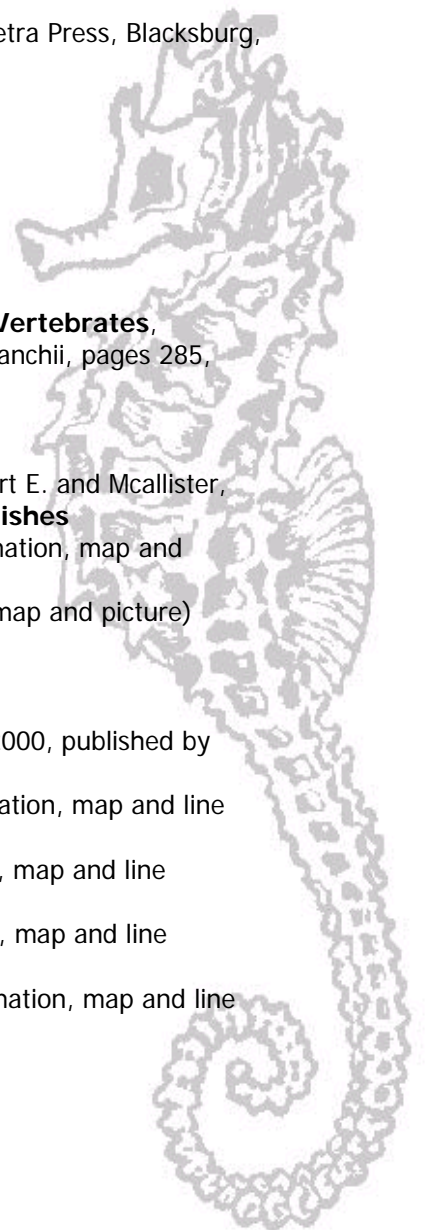 etra Press, Blacksburg,
Vertebrates,
anchii, pages 285,
rt E. and Mcallister,
ishes
nation, map and
map and picture)
000, published by
ation, map and line
, map and line
, map and line
nation, map and line